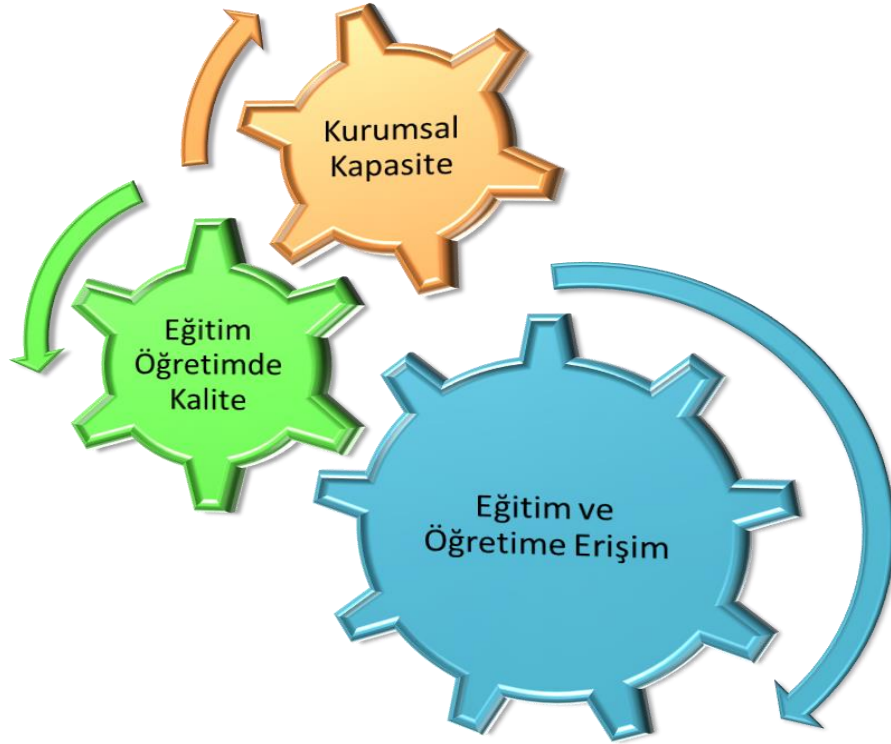 Kurumsal
Kapasite
Eğitim
Öğretimde
Kalite
Eğitim ve
Öğretime Erişim